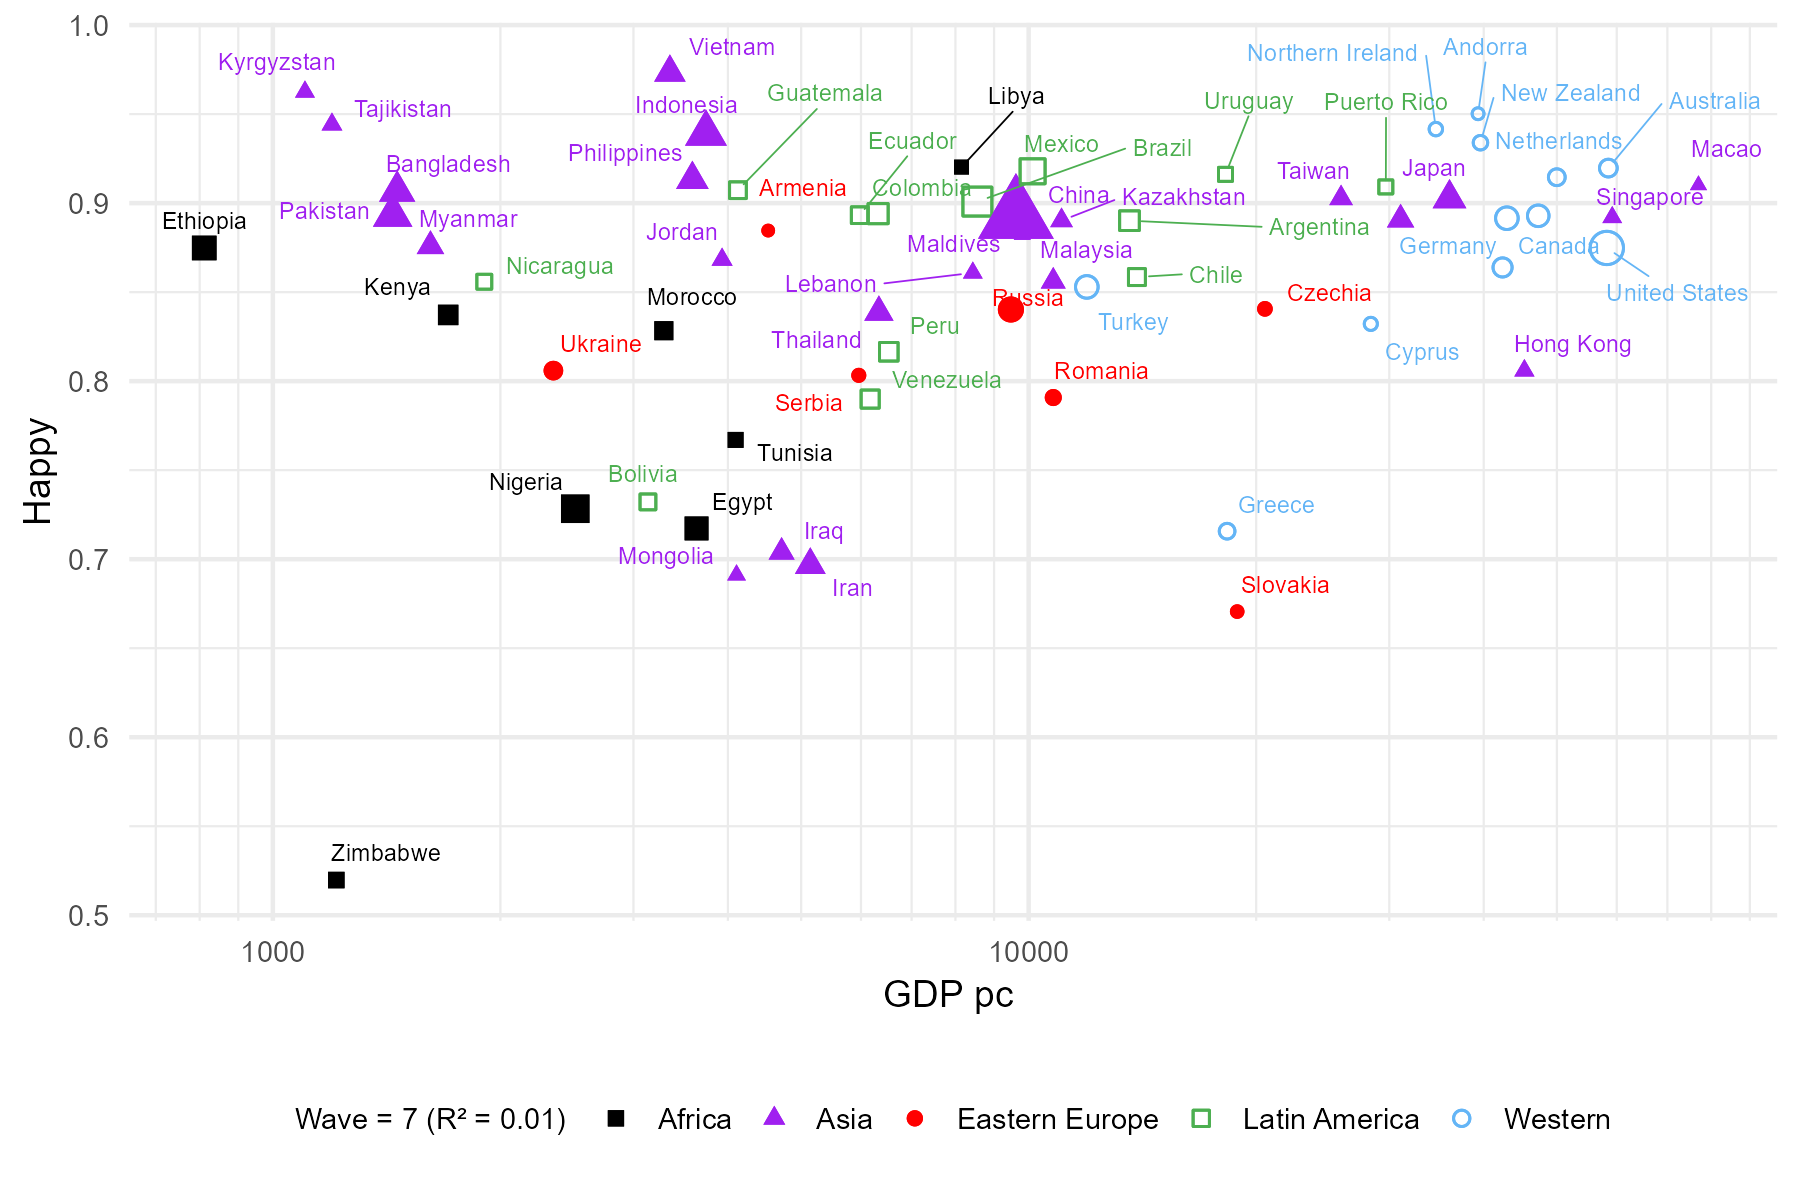 1.0
0.9
0.8
0.7
0.6
0.5
Happy
Kyrgyzstan
Tajikistan
Vietnam
Indonesia
Guatemala
Libya
Northern Ireland
Andorra
Uruguay
Puerto Rico
New Zealand
Australia
Bangladesh
Philippines
Ecuador
Mexico
Brazil
Netherlands
Macao
Pakistan
Myanmar
Armenia
Colombia
China
Kazakhstan
Taiwan
Japan
Singapore
Ethiopia
Jordan
Maldives
Malaysia
Argentina
Germany
Canada
Nicaragua
Kenya
Morocco
Lebanon
Russia
Chile
Czechia
United States
Ukraine
Thailand
Peru
Turkey
Cyprus
Hong Kong
Serbia
Venezuela
Romania
Tunisia
Nigeria
Bolivia
Egypt
Greece
Mongolia
Iraq
Iran
Slovakia
Zimbabwe
1000
10000
GDP pc
Wave = 7 (R² = 0.01)
Africa
Asia
Eastern Europe
Latin America
Western